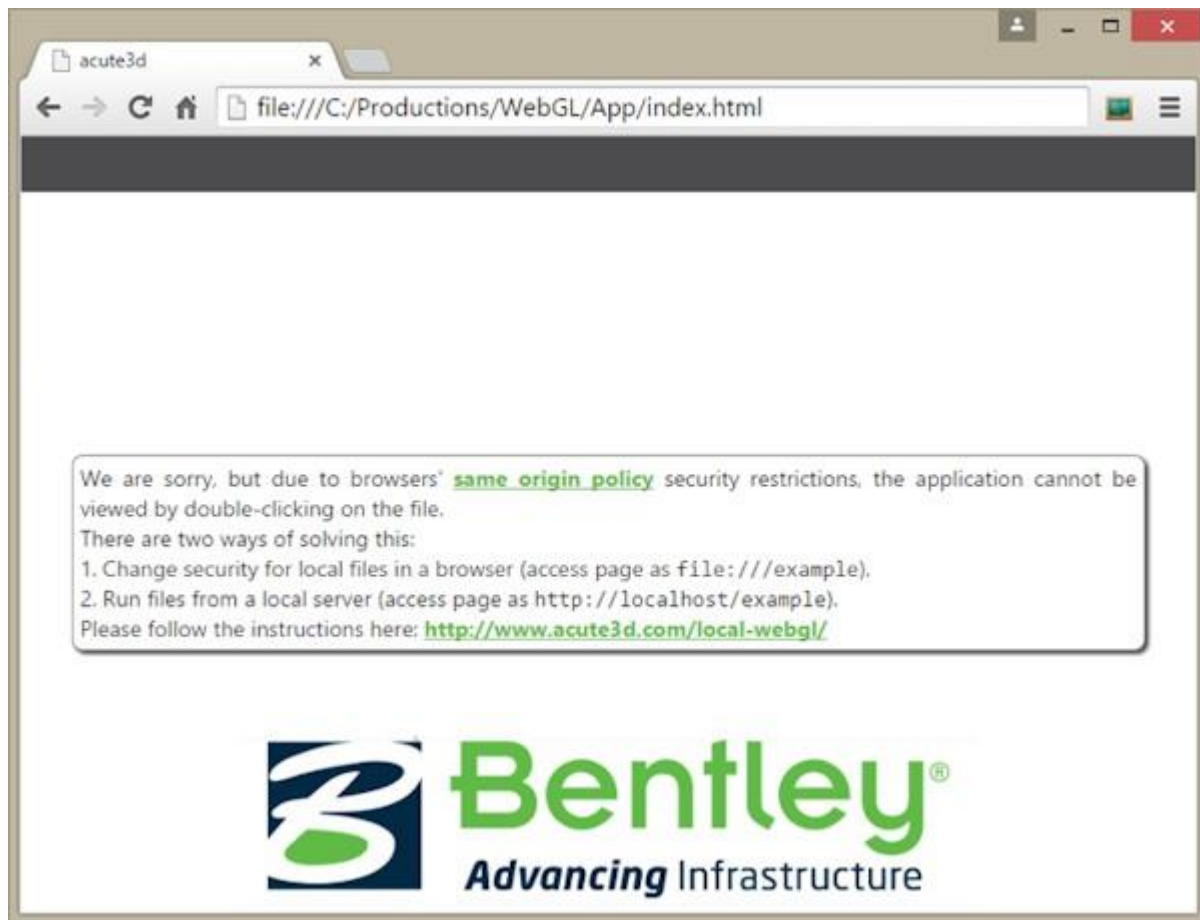 acute3d
file:///C:/Productions/WebGL/App/index.html
We are sorry, but due to browsers' same origin policy security restrictions, the application cannot be
viewed by double-clicking on the file.
There are two ways of solving this:
1. Change security for local files in a browser (access page as file:///example).
2. Run files from a local server (access page as http://localhost/example).
Please follow the instructions here: http://www.acute3d.com/local-webgl/
Bentley®
Advancing Infrastructure